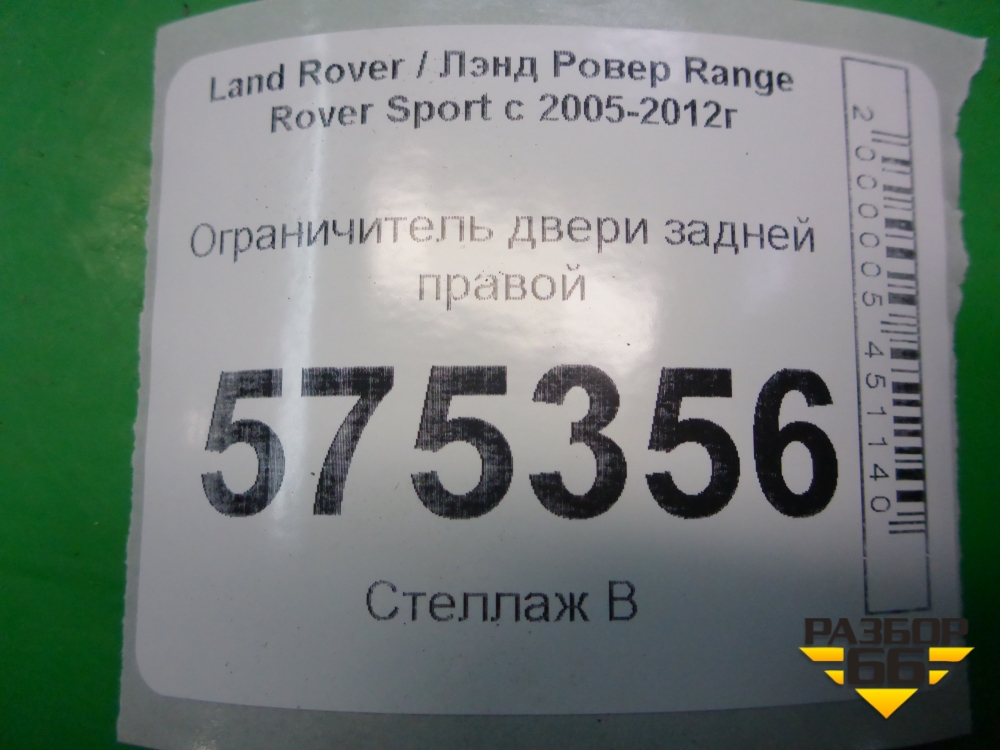 Land Rover / Лэнд Ровер Range
Rover Sport с 2005-2012г
Ограничитель двери задней
правой
575356
Стеллаж В
2000005451140
РАЗБОР
66